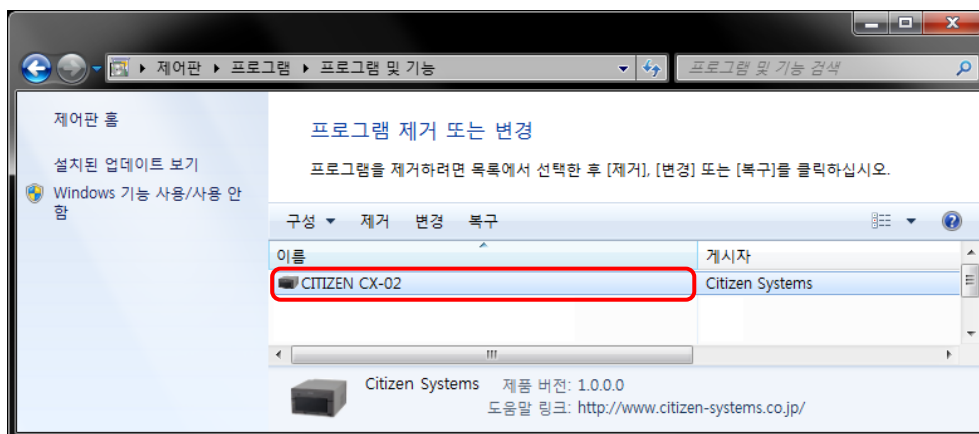 제어판 ▸ 프로그램 ▸ 프로그램 및 기능
프로그램 및 기능 검색
제어판 홈
설치된 업데이트 보기
Windows 기능 사용/사용 안
함
프로그램 제거 또는 변경
프로그램을 제거하려면 목록에서 선택한 후 [제거], [변경] 또는 [복구]를 클릭하십시오.
구성 제거 변경 복구
이름 게시자
CITIZEN CX-02 Citizen Systems
Citizen Systems 제품 버전: 1.0.0.0
도움말 링크: http://www.citizen-systems.co.jp/